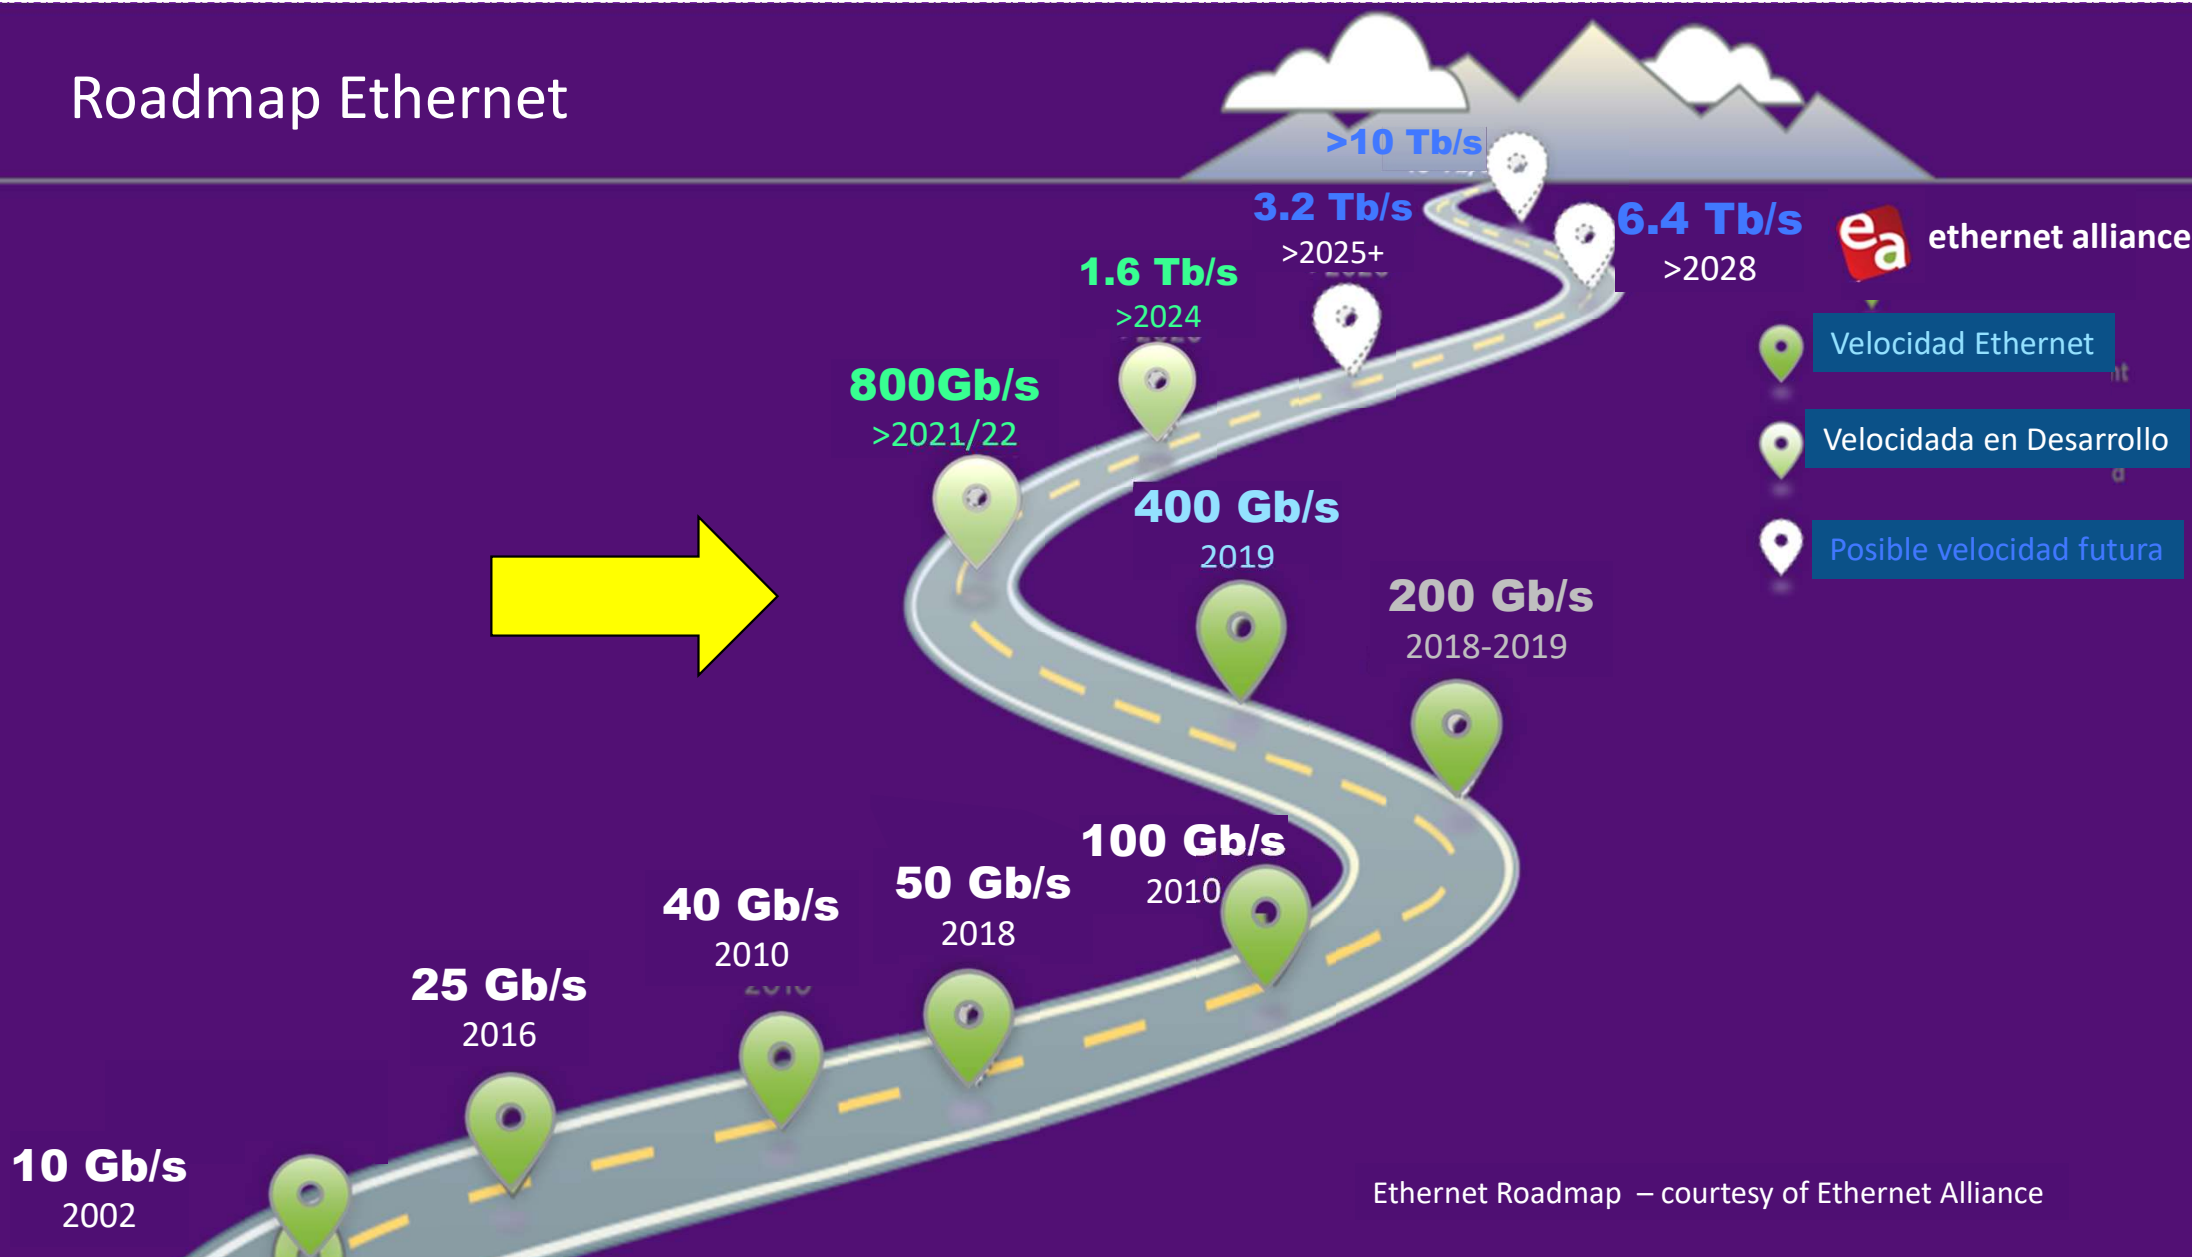 Roadmap Ethernet
>10 Tb/s
3.2 Tb/s
>2025+
6.4 Tb/s
>2028
ea
ethernet alliance
1.6 Tb/s
>2024
Velocidad Ethernet
800Gb/s
>2021/22
Velocidada en Desarrollo
400 Gb/s
2019
Posible velocidad futura
200 Gb/s
2018-2019
100 Gb/s
2010
50 Gb/s
2018
40 Gb/s
2010
25 Gb/s
2016
10 Gb/s
2002
Ethernet Roadmap – courtesy of Ethernet Alliance